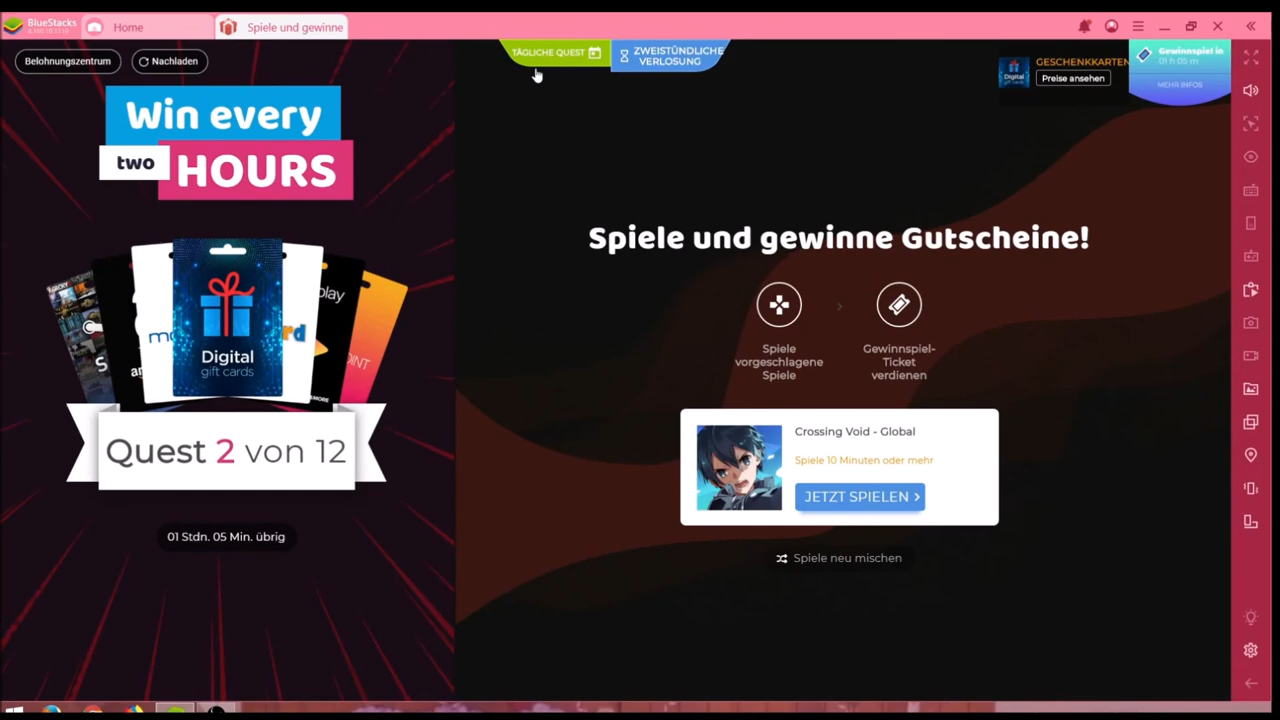 BlueStacks
Home
Spiele und gewinne
Belohnungszentrum
Nachladen
TÄGLICHE QUEST
ZWEISTÜNDLICHE
VERLOSUNG
GESCHENKKARTEN
Preise ansehen
Gewinnspiel in
01 h 05 m
MEHR INFOS
Win every
two
HOURS
Digital
gift cards
play
Quest 2 von 12
01 Stdn. 05 Min. übrig
Spiele und gewinne Gutscheine!
Spiele
vorgeschlagene
Spiele
Gewinnspiel-
Ticket
verdienen
Crossing Void - Global
Spiele 10 Minuten oder mehr
JETZT SPIELEN
Spiele neu mischen